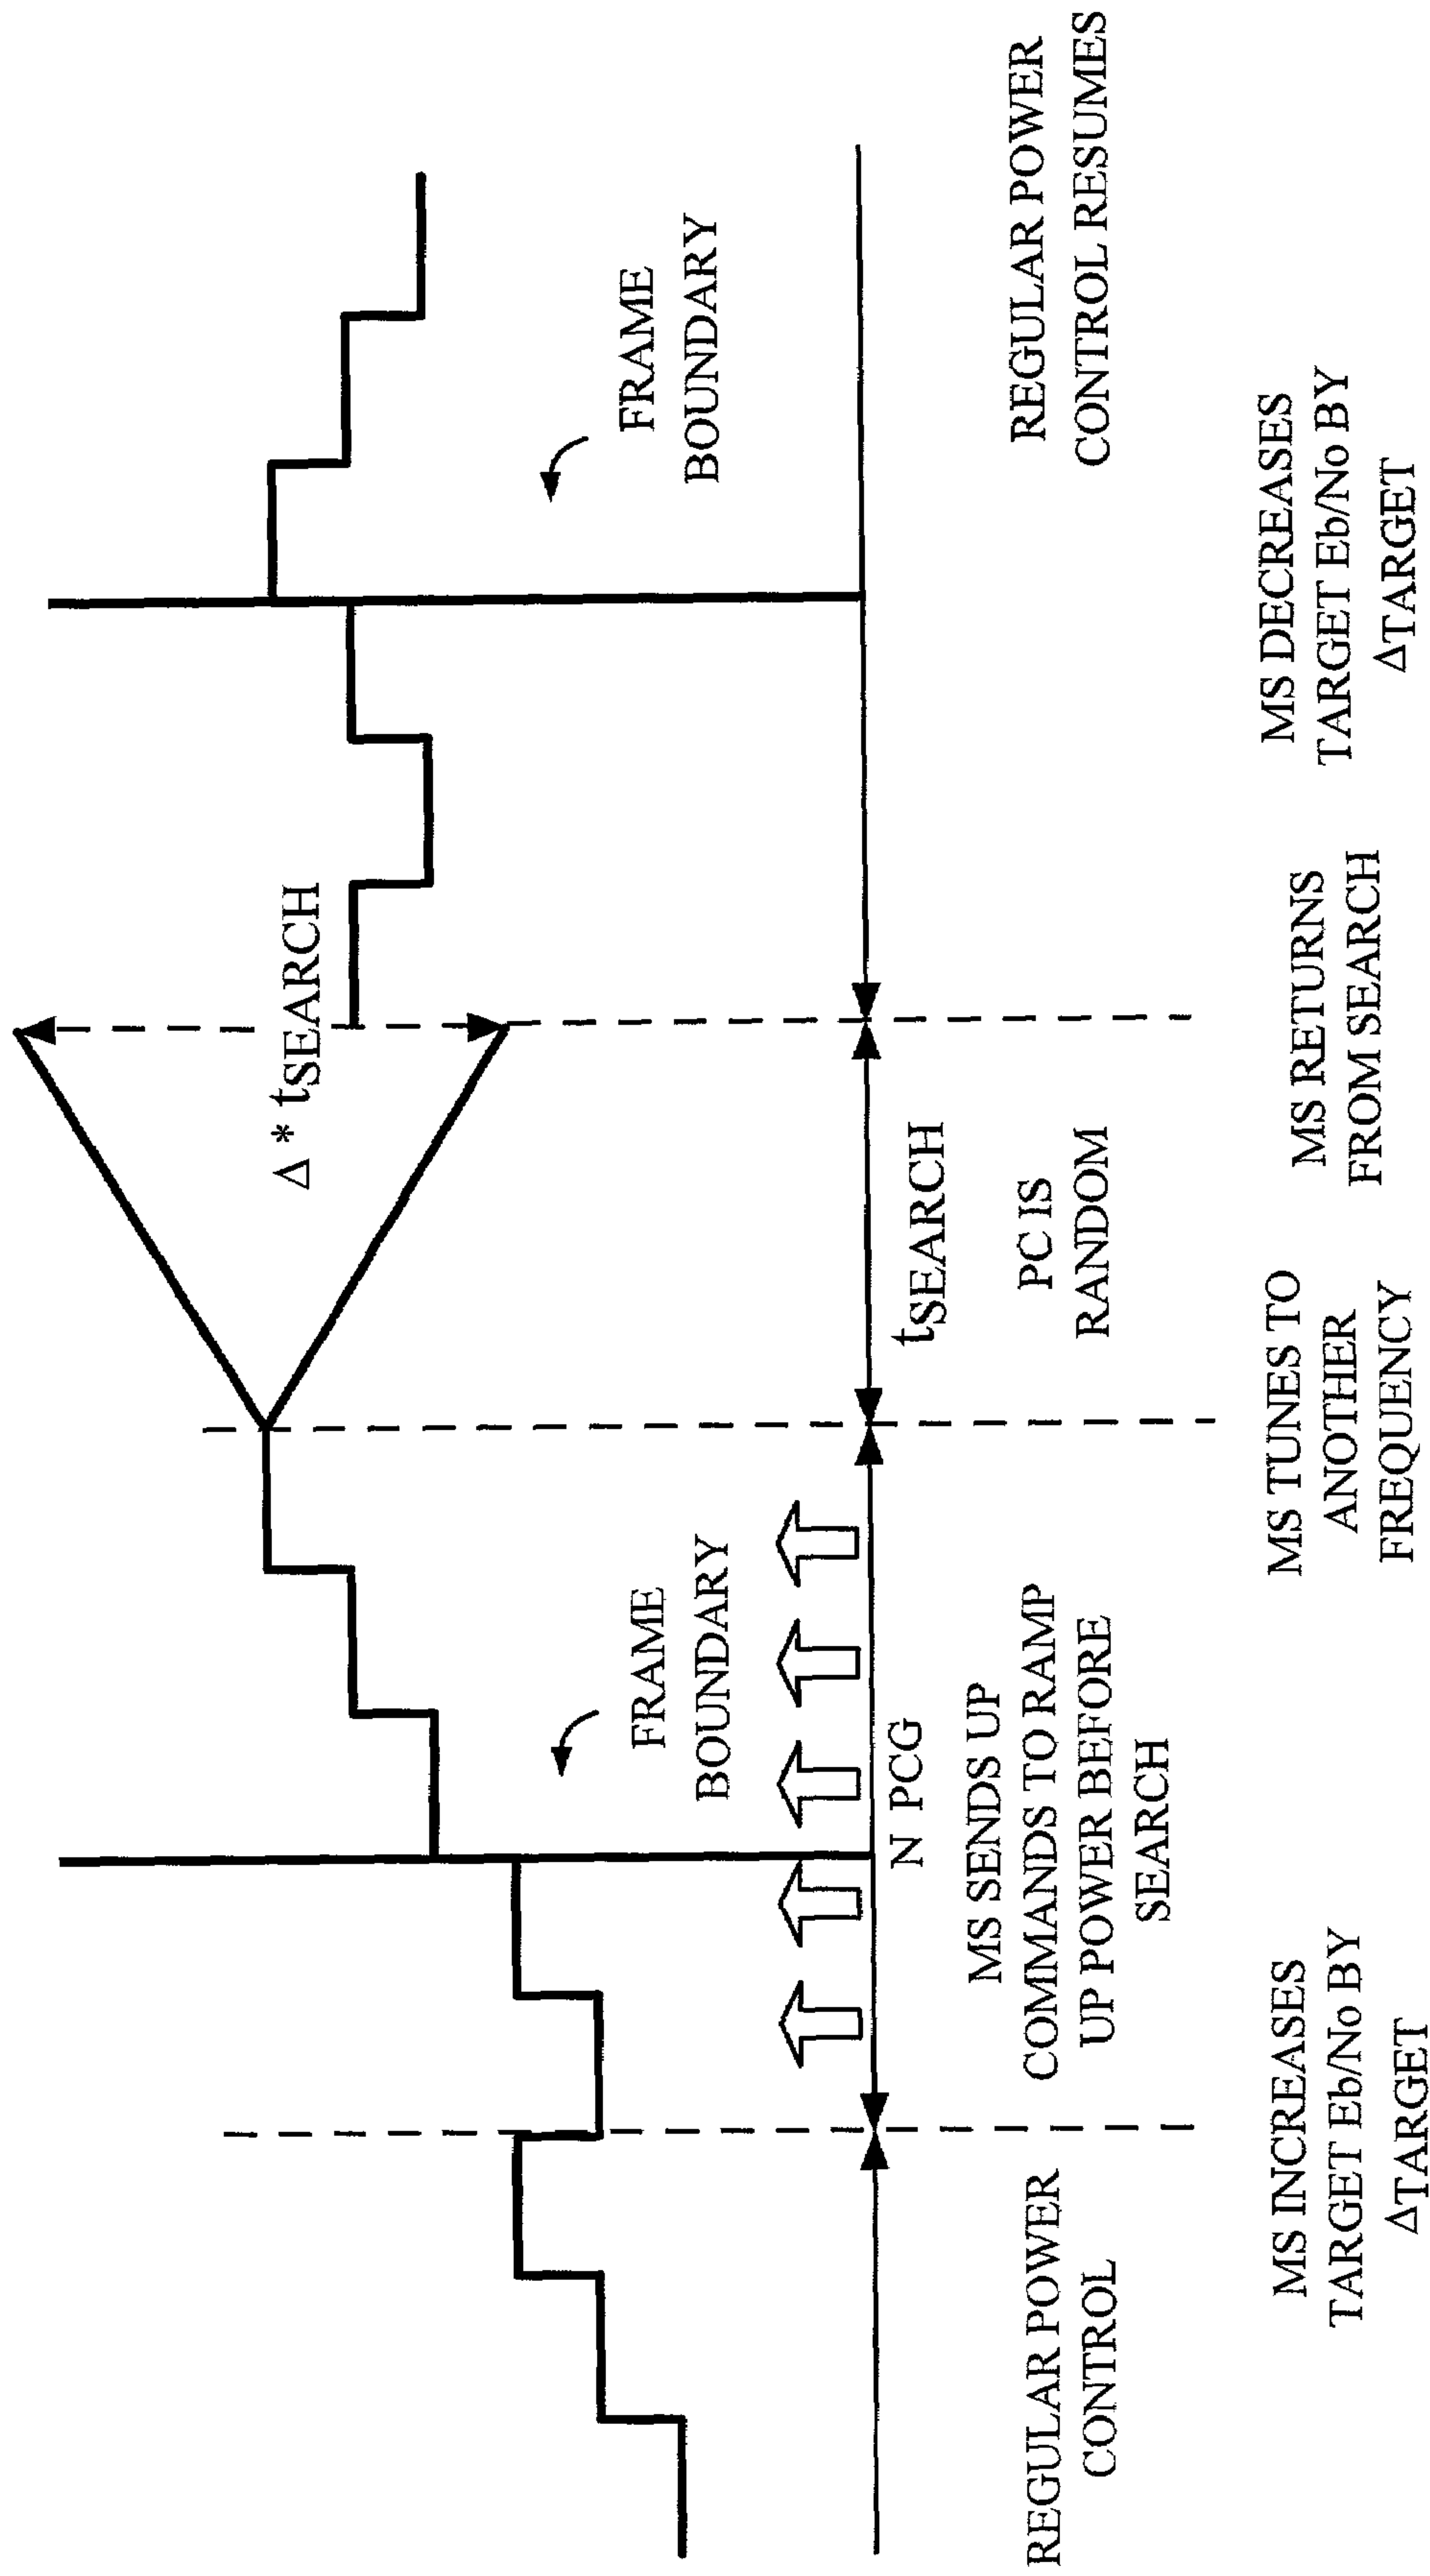 Δ * tSEARCH
FRAME
BOUNDARY
FRAME
BOUNDARY
N PCG
tSEARCH
REGULAR POWER
CONTROL
MS SENDS UP
COMMANDS TO RAMP
UP POWER BEFORE
SEARCH
PC IS
RANDOM
REGULAR POWER
CONTROL RESUMES
MS INCREASES
TARGET Eb/No BY
ΔTARGET
MS TUNES TO
ANOTHER
FREQUENCY
MS RETURNS
FROM SEARCH
MS DECREASES
TARGET Eb/No BY
ΔTARGET